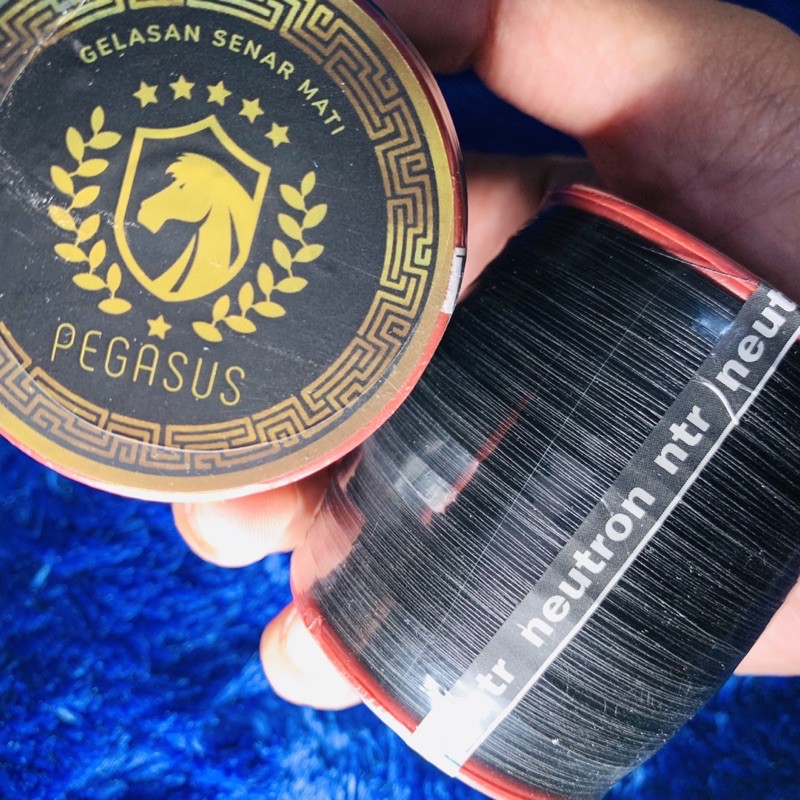 GELASAN SENAR MATI
PEGASUS
ntr neutron ntr neut